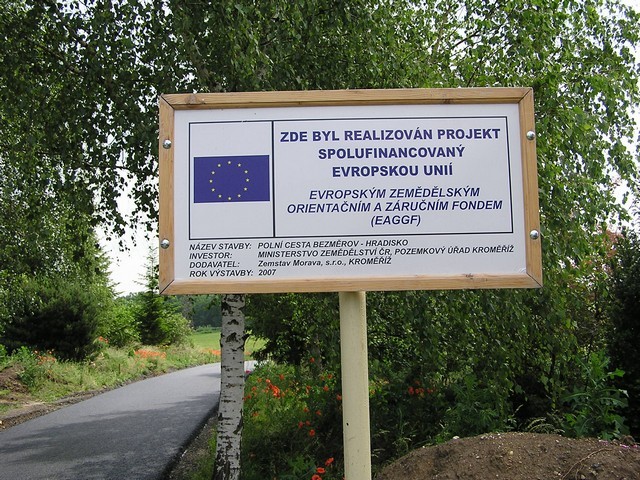 ZDE BYL REALIZOVÁN PROJEKT
SPOLUFINANCOVANÝ
EVROPSKOU UNIÍ
EVROPSKÝM ZEMĚDĚLSKÝM
ORIENTAČNÍM A ZÁRUČNÍM FONDEM
(EAGGF)
NÁZEV STAVBY: POLNÍ CESTA BEZMĚROV - HRADISKO
INVESTOR: MINISTERSTVO ZEMĚDĚLSTVÍ ČR, POZEMKOVÝ ÚŘAD KROMĚŘÍŽ
DODAVATEL: Zemstav Morava, s.r.o., KROMĚŘÍŽ
ROK VÝSTAVBY: 2007